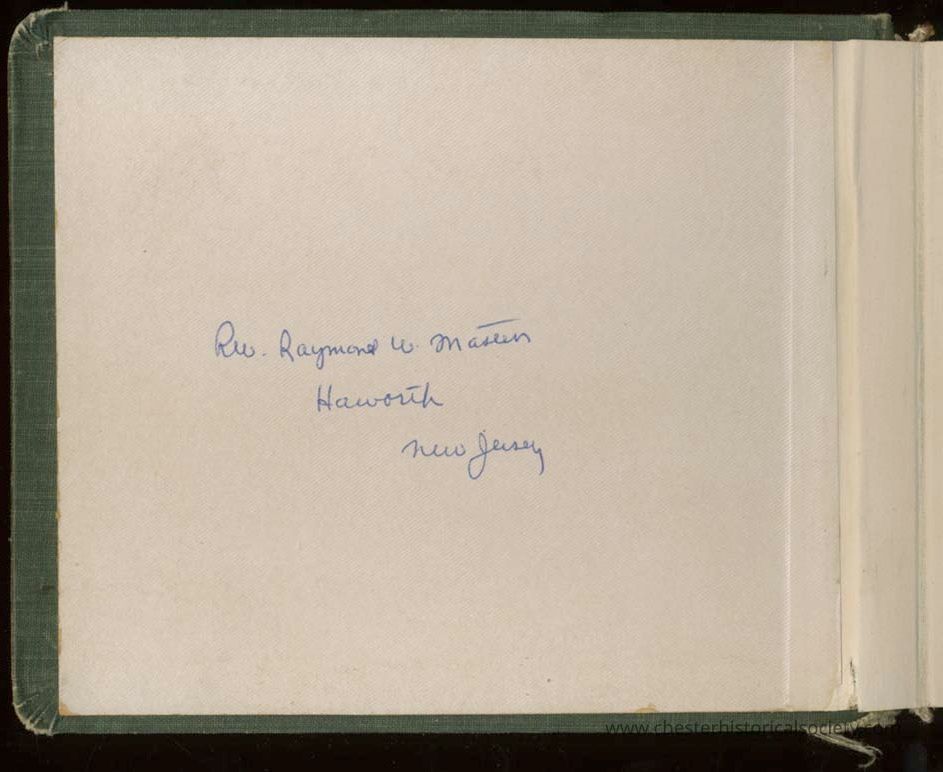 Rev. Raymond W. Masten
Haworth
New Jersey
www.chesterhistoricalsociety.com